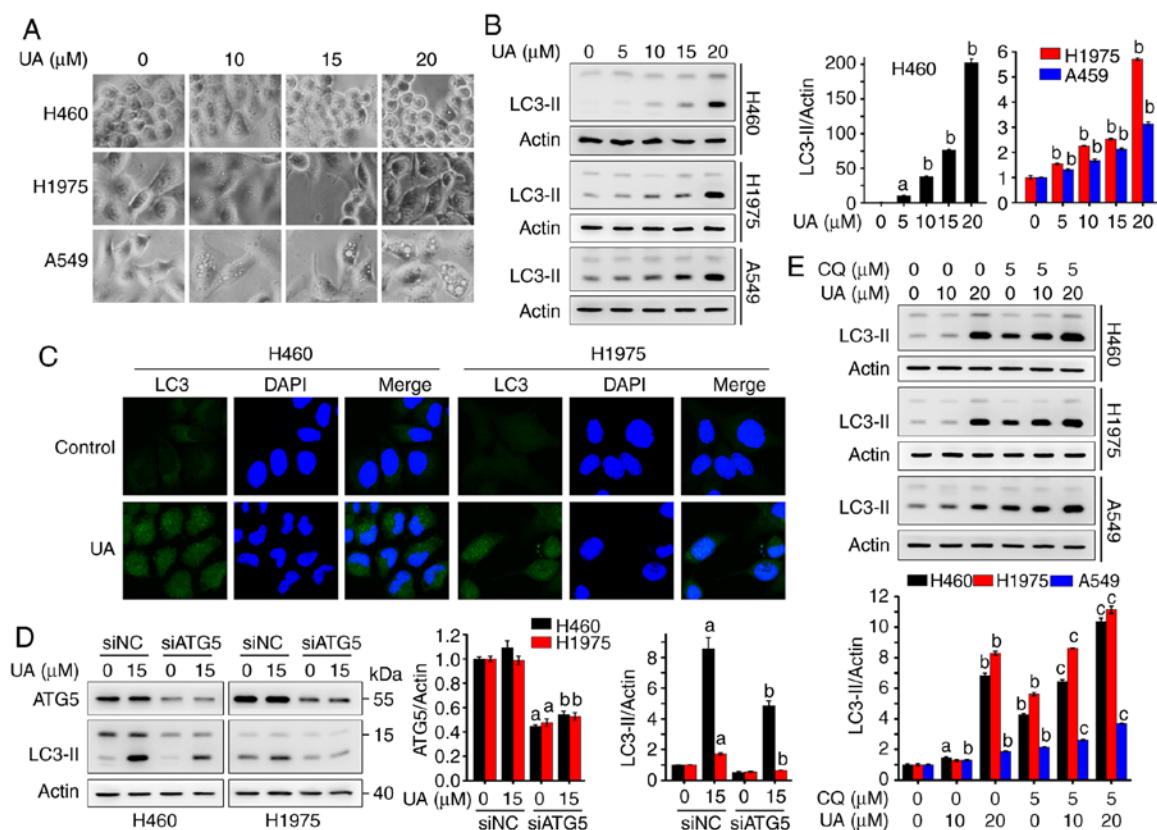 A
UA (μM) 0 10 15 20
H460
H1975
A549
B
UA (μM) 0 5 10 15 20
LC3-II
Actin
H460
LC3-II
Actin
H1975
LC3-II
Actin
A549
H460
LC3-II/Actin
200
150
100
75
50
25
0
a b b b
UA (μM) 0 5 10 15 20
H1975
A459
6
5
4
3
2
1
0
b b b b b b b b
0 5 10 15 20
C
H460 H1975
LC3 DAPI Merge LC3 DAPI Merge
Control
UA
D
siNC siATG5 siNC siATG5
UA (μM) 0 15 0 15 0 15 0 15 kDa
ATG5 55
15
LC3-II
Actin 40
H460 H1975
H460
H1975
ATG5/Actin
1.2
1.0
0.8
0.6
0.4
0.2
0.0
a a b b
UA (μM) 0 15 0 15
siNC siATG5
LC3-II/Actin
8
6
4
2
0
a a b b
0 15 0 15
siNC siATG5
E
CQ (μM) 0 0 0 5 5 5
UA (μM) 0 10 20 0 10 20
LC3-II
Actin
H460
LC3-II
Actin
H1975
LC3-II
Actin
A549
H460 H1975 A549
LC3-II/Actin
10
8
6
4
2
0
a b b b b b b c c c c c c
CQ (μM) 0 0 0 5 5 5
UA (μM) 0 10 20 0 10 20